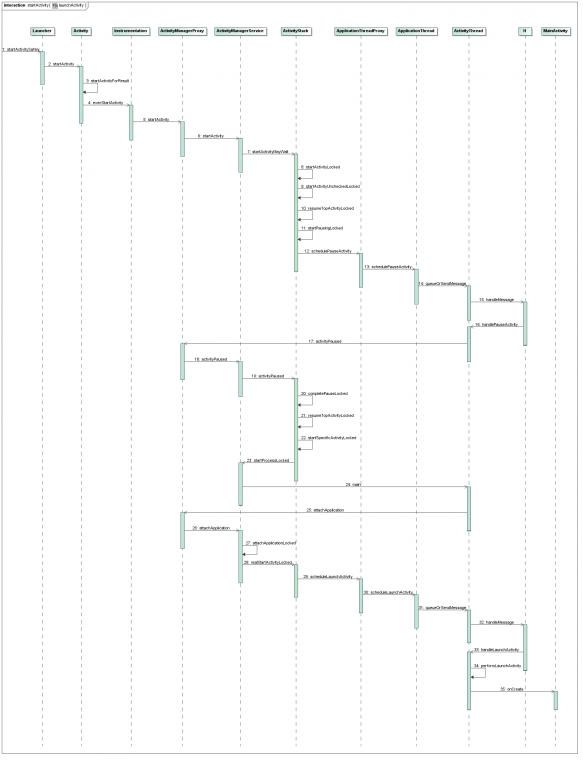 interaction startActivity[ launchActivity ]
Launcher
Activity
Instrumentation
ActivityManagerProxy
ActivityManagerService
ActivityStack
ApplicationThreadProxy
ApplicationThread
ActivityThread
H
MainActivity
1: startActivitySafely
2: startActivity
3: startActivityForResult
4: execStartActivity
5: startActivity
6: startActivity
7: startActivityMayWait
8: startActivityLocked
9: startActivityUncheckedLocked
10: resumeTopActivityLocked
11: startPausingLocked
12: schedulePauseActivity
13: schedulePauseActivity
14: queueOrSendMessage
15: handleMessage
16: handlePauseActivity
17: activityPaused
18: activityPaused
19: activityPaused
20: completePauseLocked
21: resumeTopActivityLocked
22: startSpecificActivityLocked
23: startProcessLocked
24: main
25: attachApplication
26: attachApplication
27: attachApplicationLocked
28: realStartActivityLocked
29: scheduleLaunchActivity
30: scheduleLaunchActivity
31: queueOrSendMessage
32: handleMessage
33: handleLaunchActivity
34: performLaunchActivity
35: onCreate